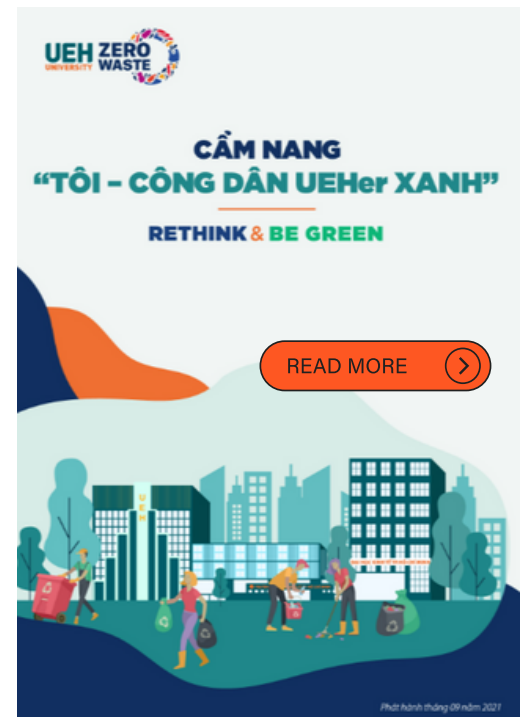 UEH ZERO
UNIVERSITY WASTE
CẨM NANG
“TÔI – CÔNG DÂN UEHer XANH”
RETHINK & BE GREEN
READ MORE
UEH
Phát hành tháng 09 năm 2021